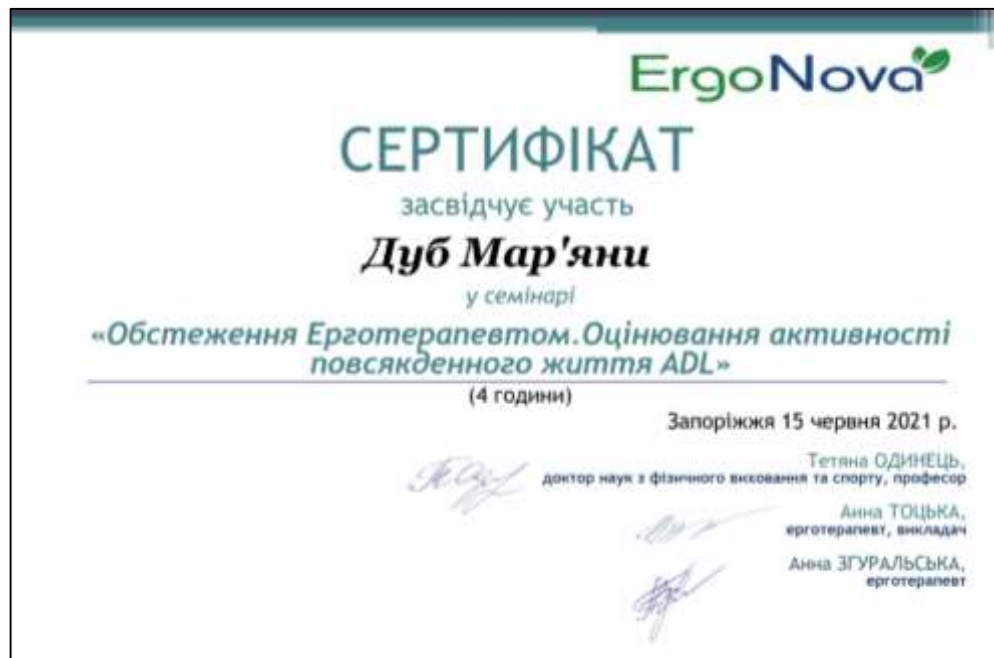 ErgoNova
СЕРТИФІКАТ
засвідчує участь
Дуб Мар'яни
у семінарі
«Обстеження Ерготерапевтом.Оцінювання активності
повсякденного життя ADL»
(4 години)
Запоріжжя 15 червня 2021 р.
Тетяна ОДИНЕЦЬ,
доктор наук з фізичного виховання та спорту, професор
Анна ТОЦЬКА,
ерготерапевт, викладач
Анна ЗГУРАЛЬСЬКА,
ерготерапевт